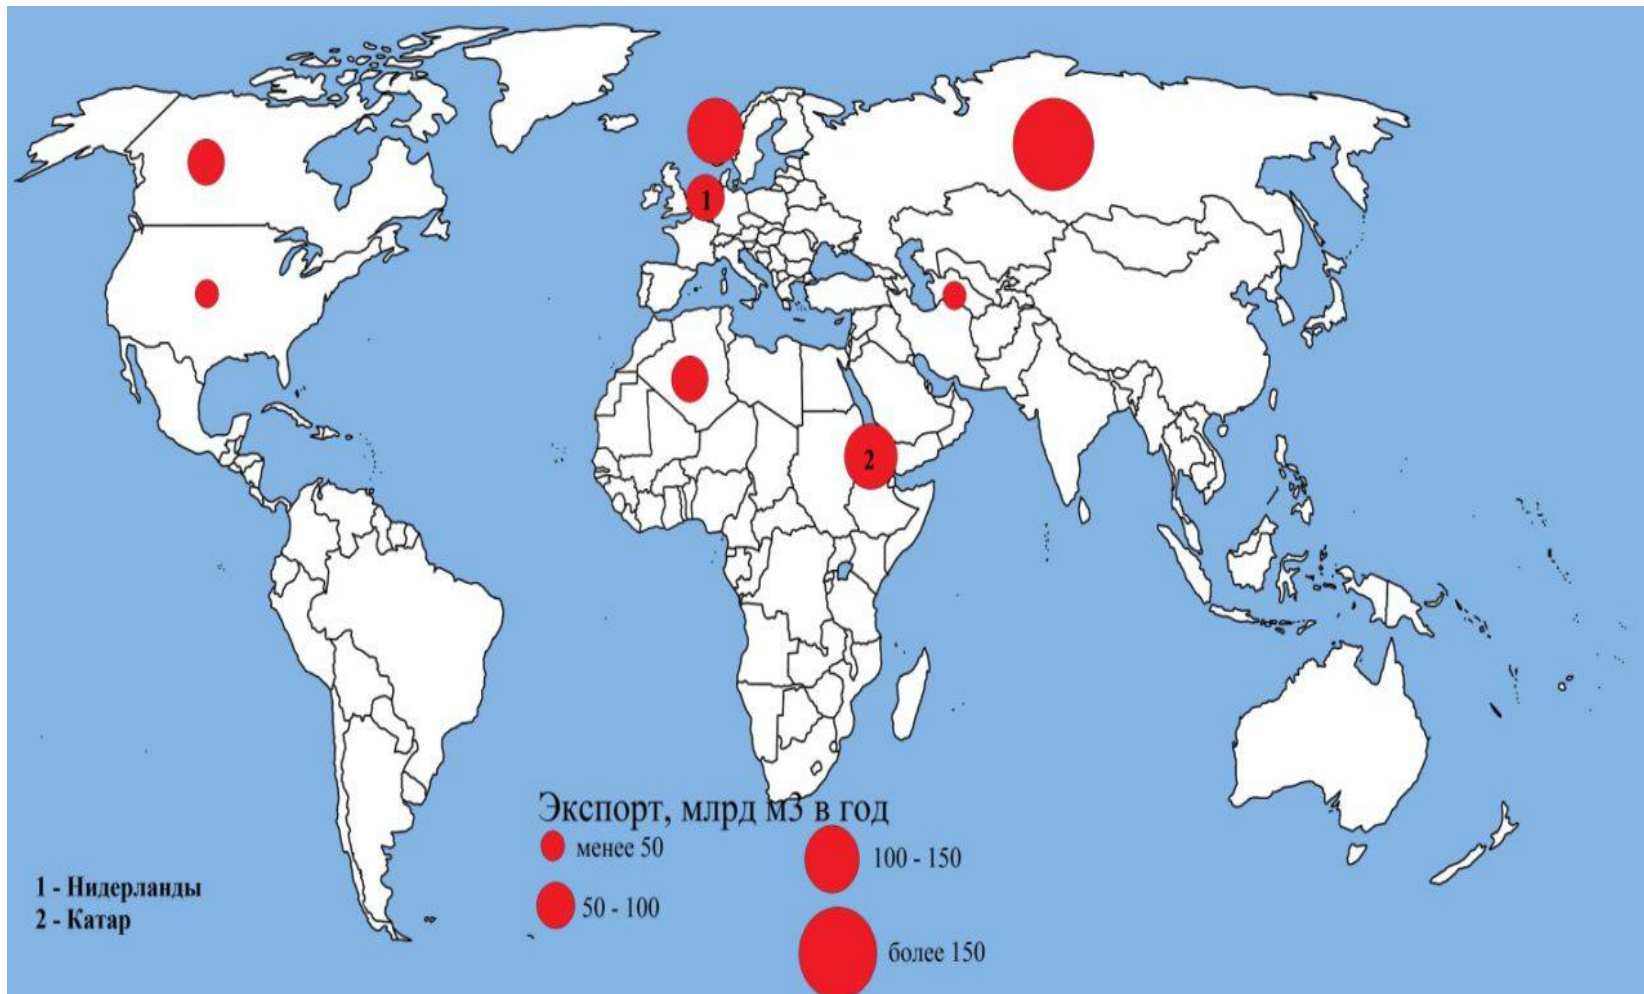 1
2
Экспорт, млрд м3 в год
менее 50
100 - 150
50 - 100
более 150
1 - Нидерланды
2 - Катар